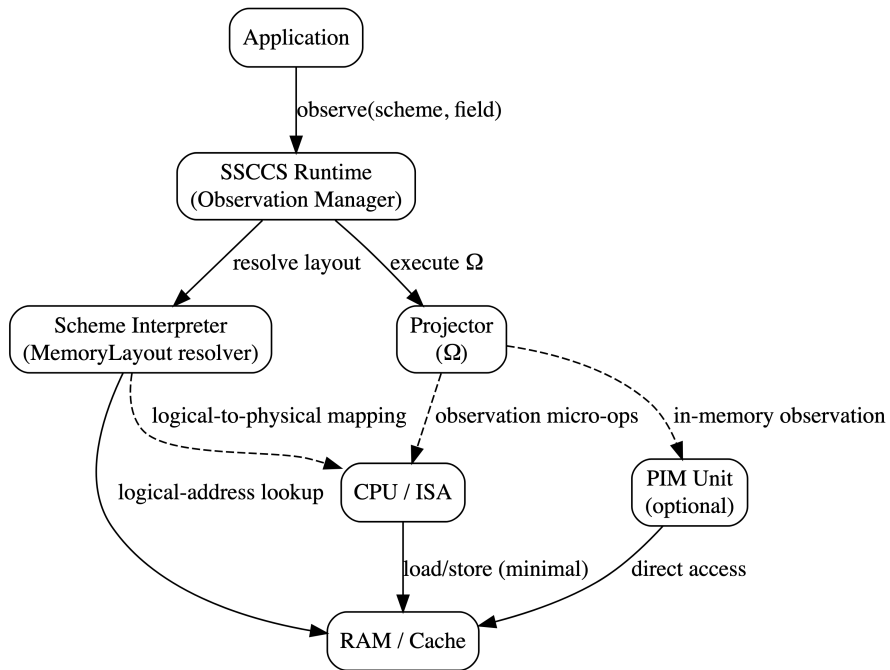 Application
observe(scheme, field)
SSCCS Runtime
(Observation Manager)
resolve layout
execute Ω
Scheme Interpreter
(MemoryLayout resolver)
Projector
(Ω)
logical-to-physical mapping
observation micro-ops
in-memory observation
logical-address lookup
CPU / ISA
PIM Unit
(optional)
load/store (minimal)
direct access
RAM / Cache